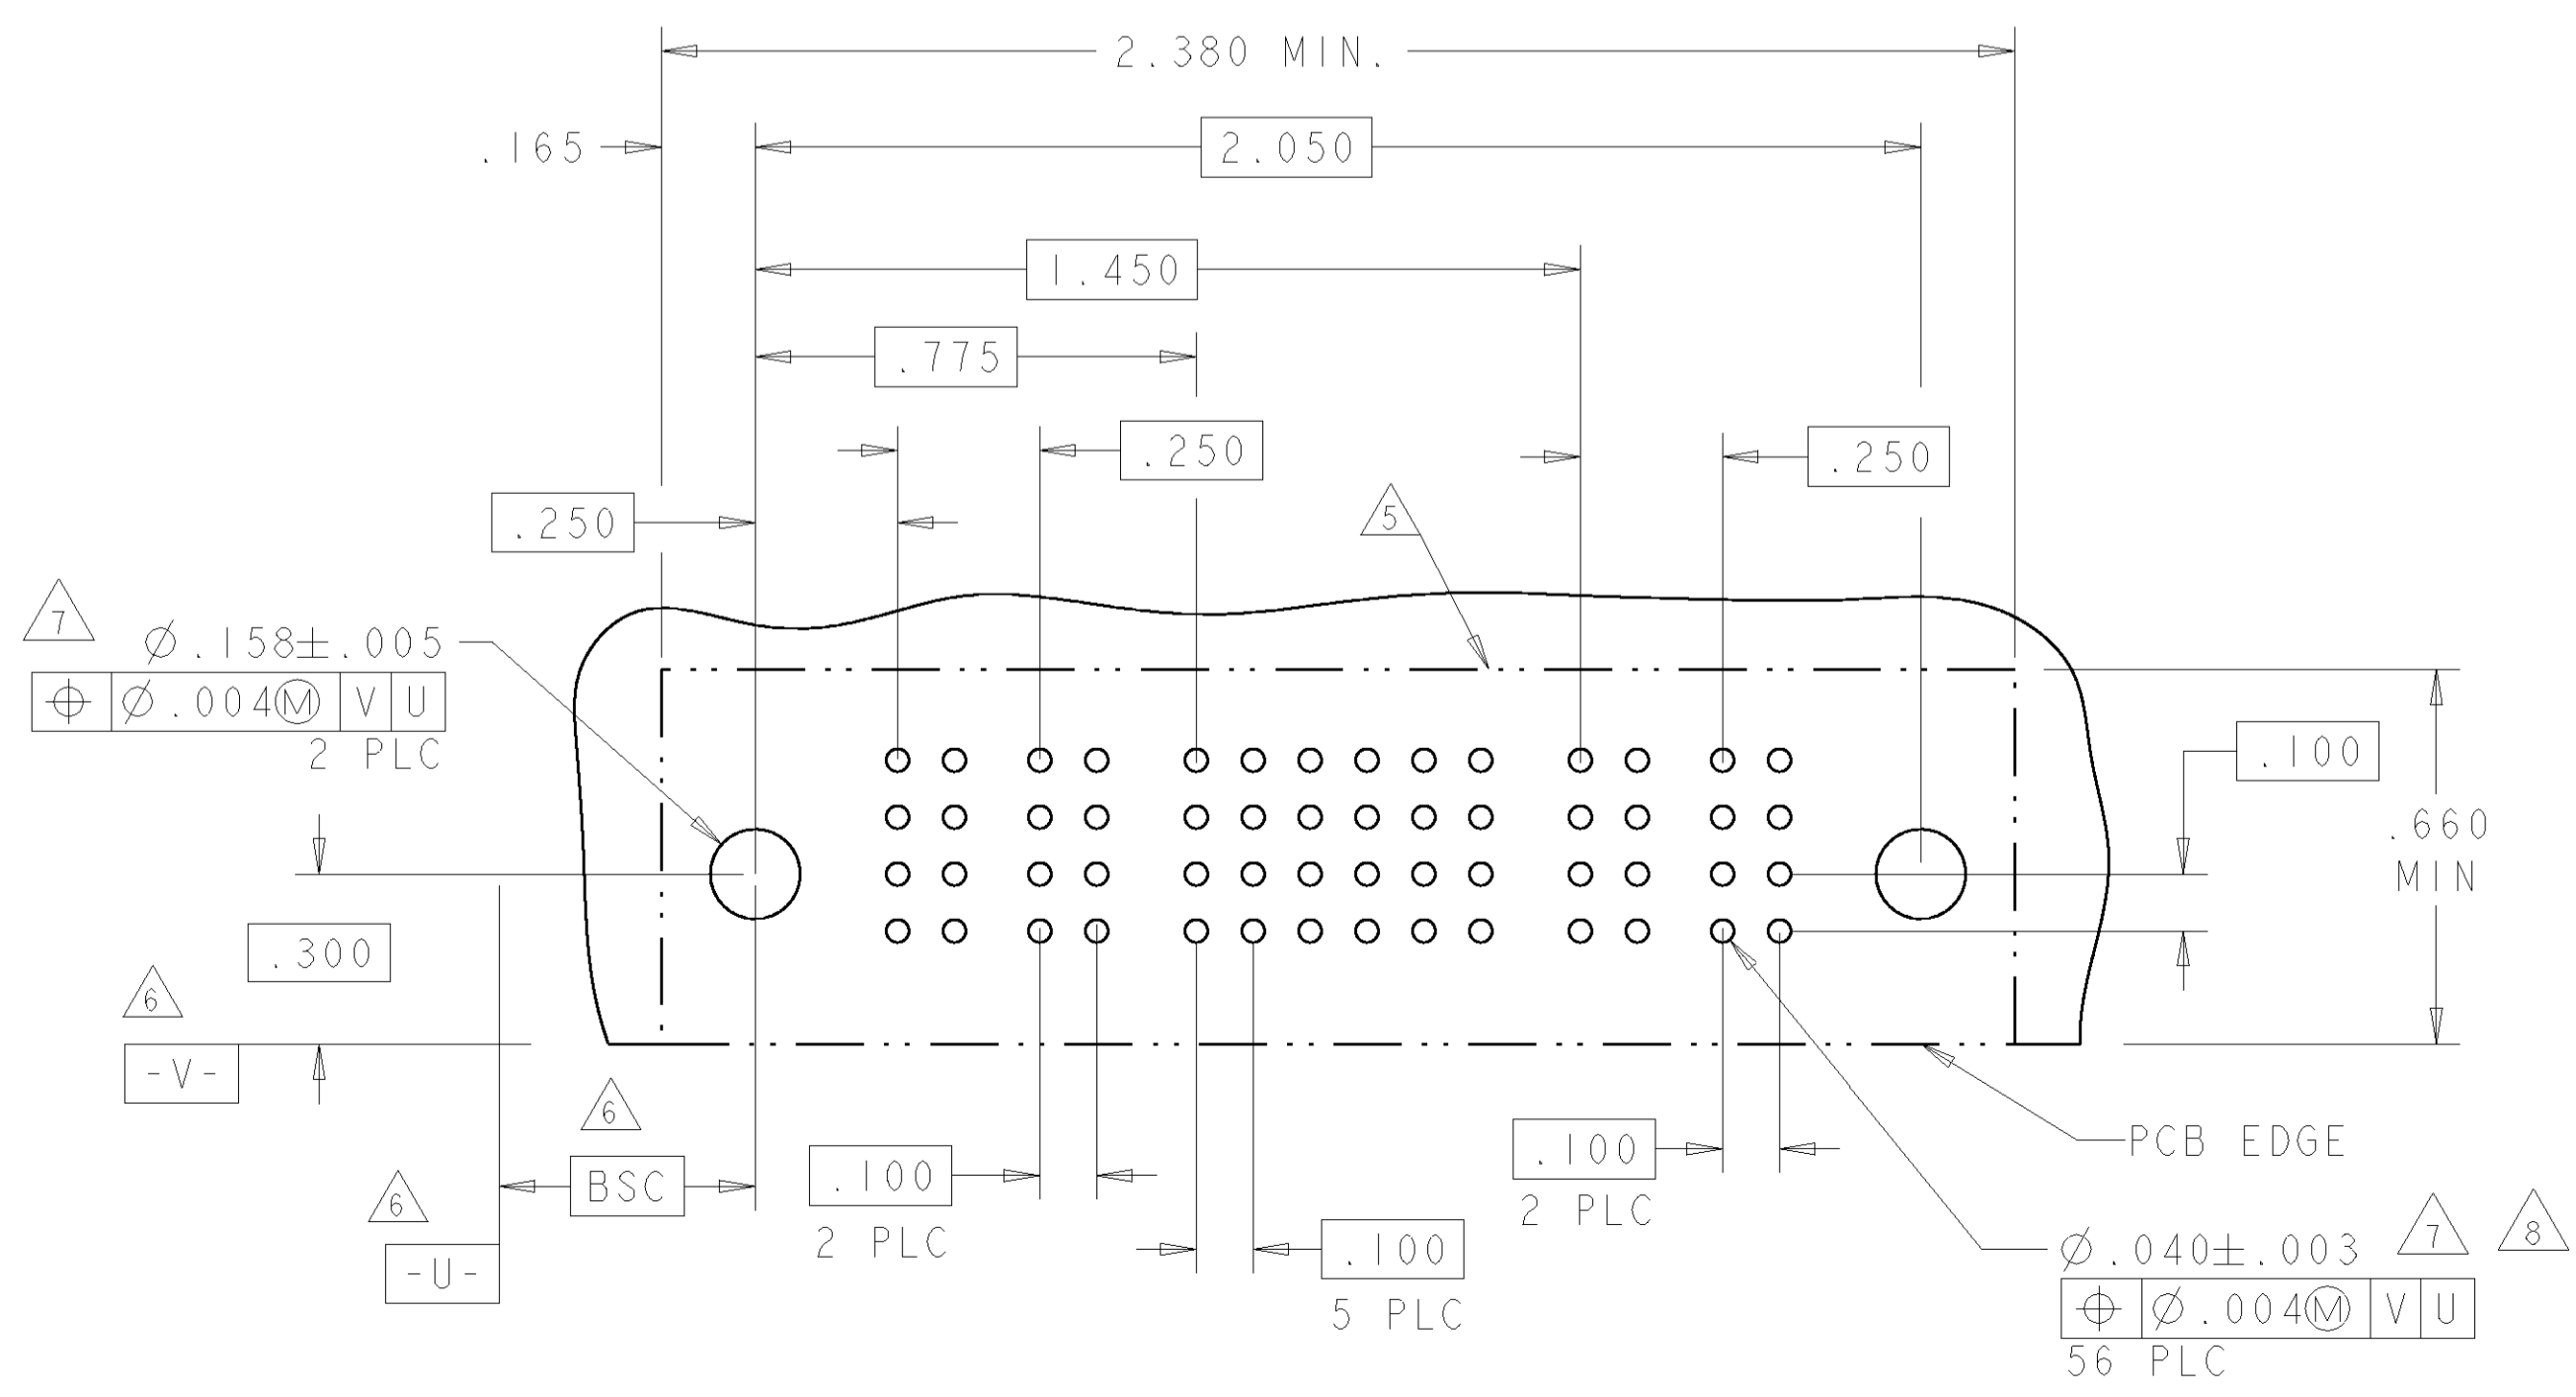 2.380 MIN.
.165
2.050
1.450
.775
.250
.250
.250
5
7
Ø.158±.005
⌖ Ø.004Ⓜ V U
2 PLC
.100
.660
MIN
.300
6
-V-
6
BSC
6
-U-
.100
2 PLC
.100
5 PLC
.100
2 PLC
PCB EDGE
Ø.040±.003 7 8
⌖ Ø.004Ⓜ V U
56 PLC